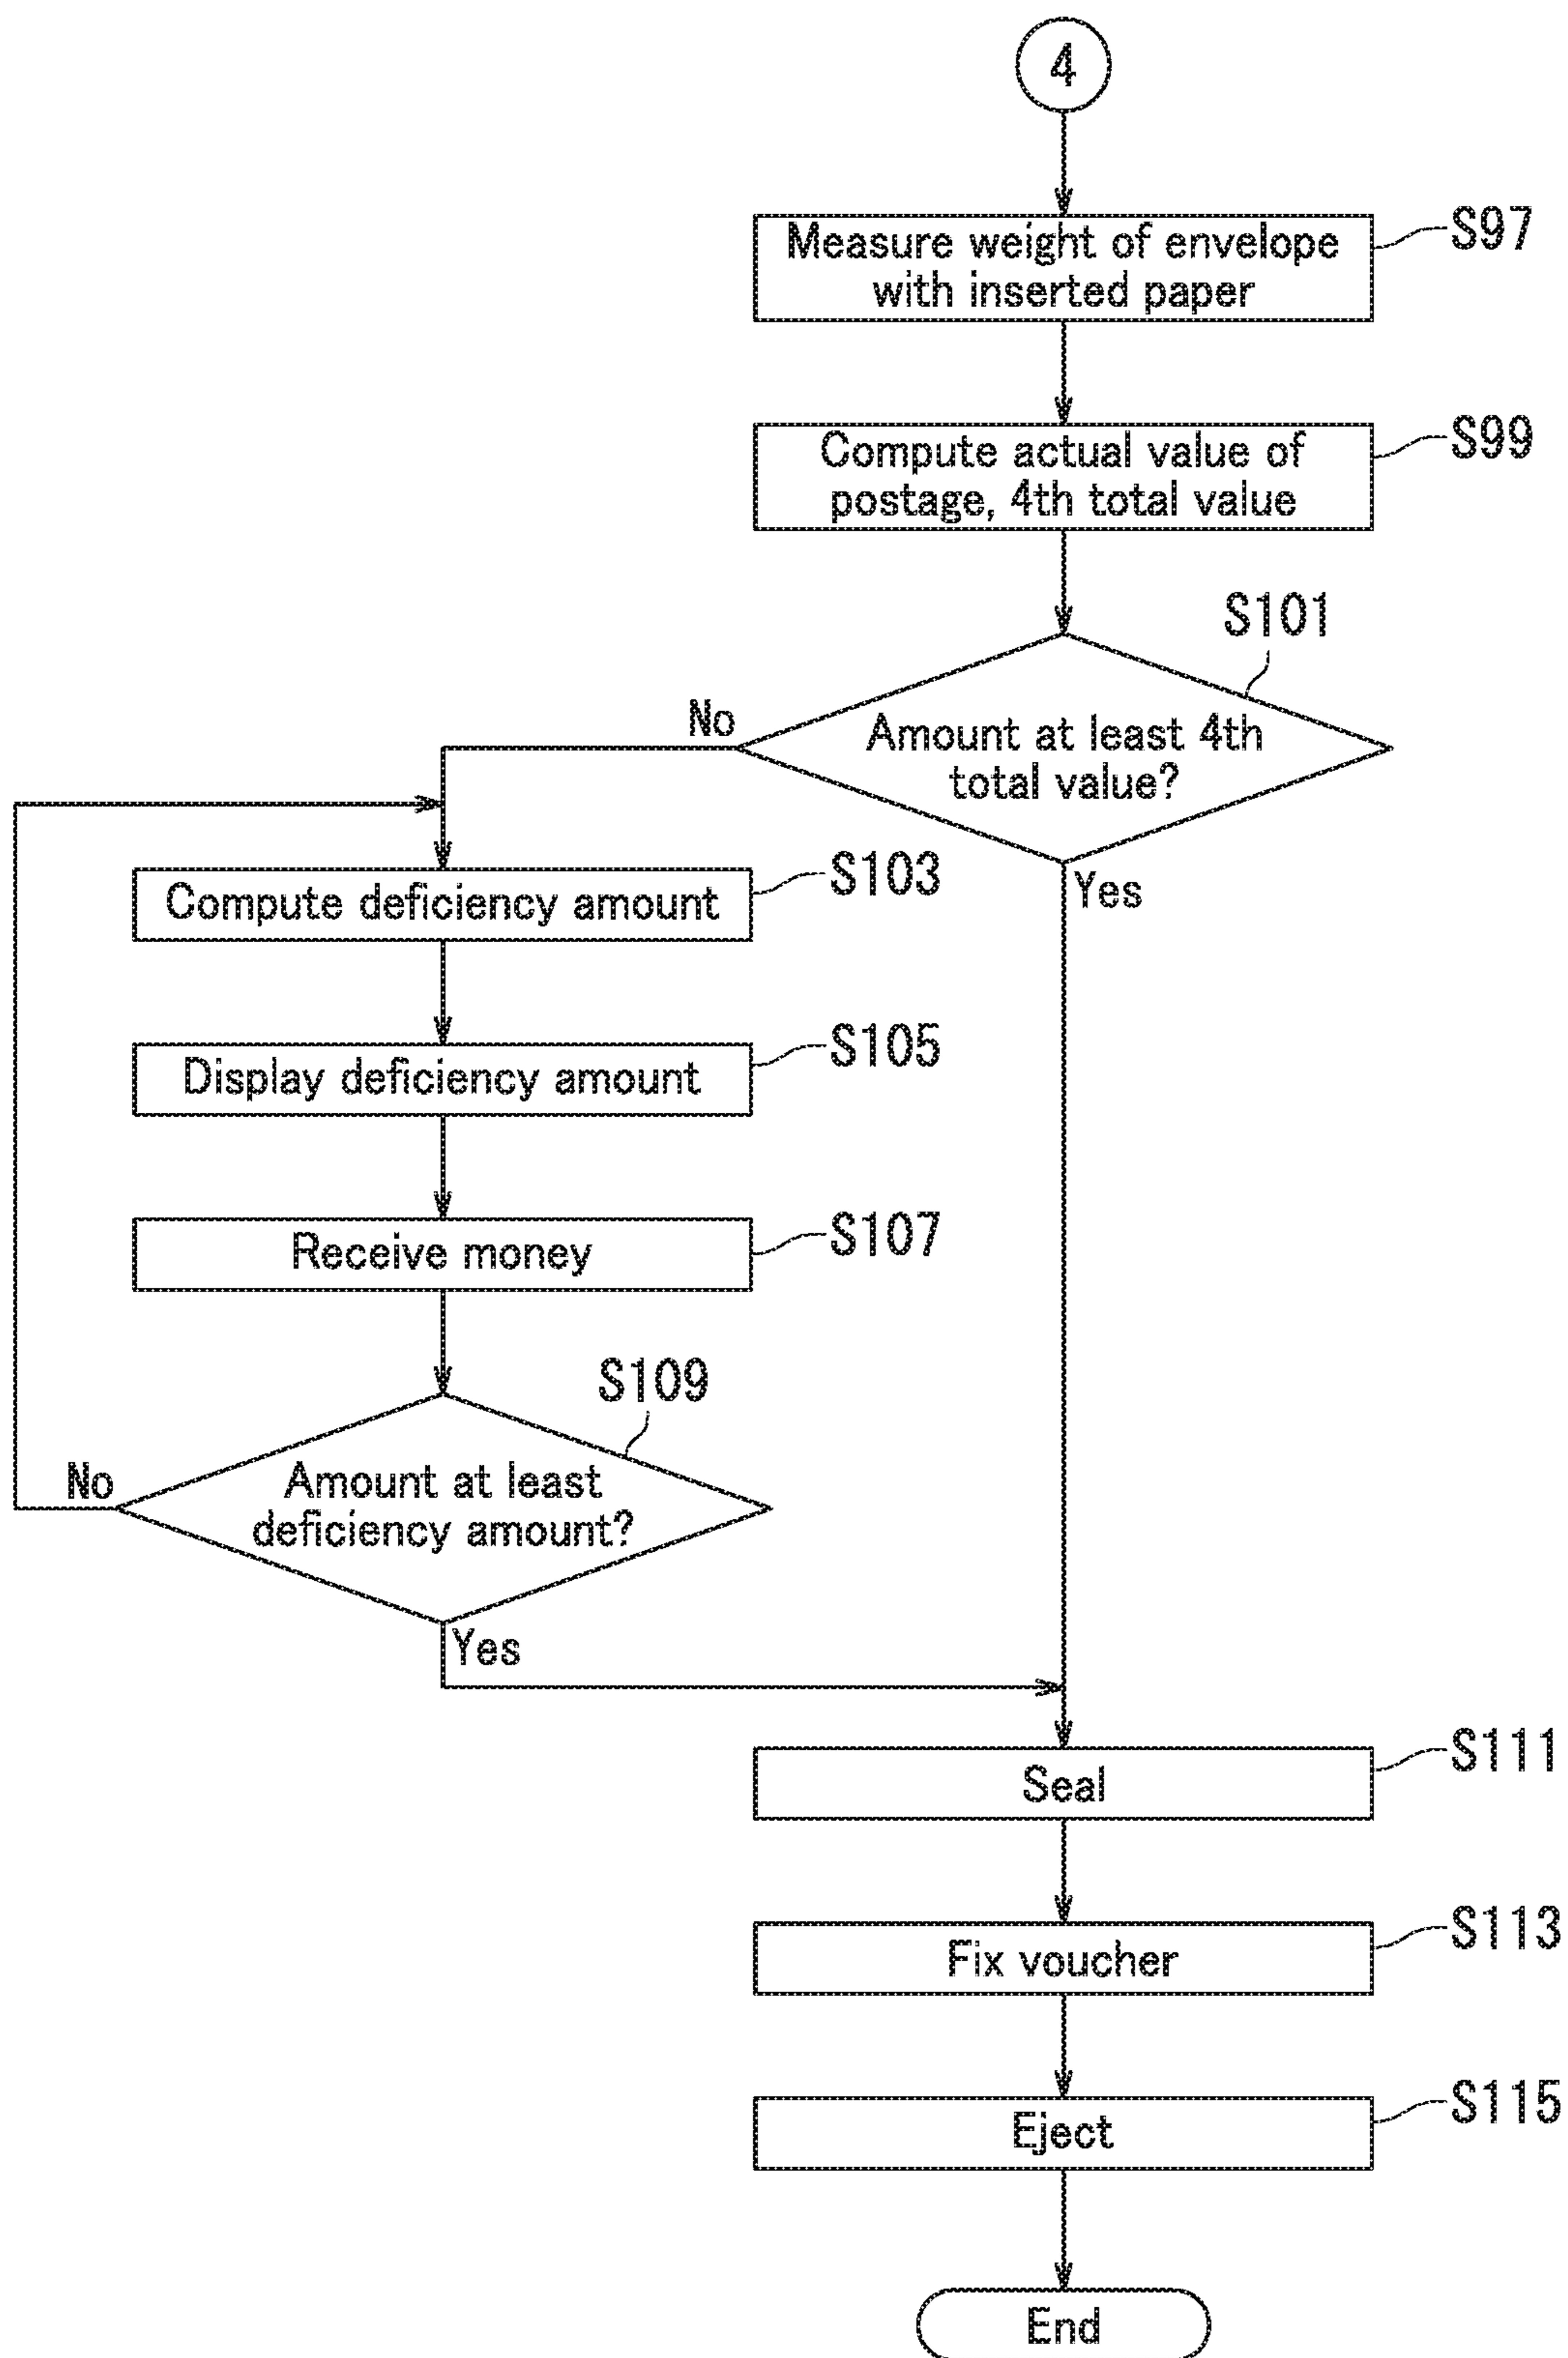 4
Measure weight of envelope
with inserted paper
S97
Compute actual value of
postage, 4th total value
S99
S101
Amount at least 4th
total value?
No
Yes
Compute deficiency amount
S103
Display deficiency amount
S105
Receive money
S107
S109
Amount at least
deficiency amount?
No
Yes
Seal
S111
Fix voucher
S113
Eject
S115
End